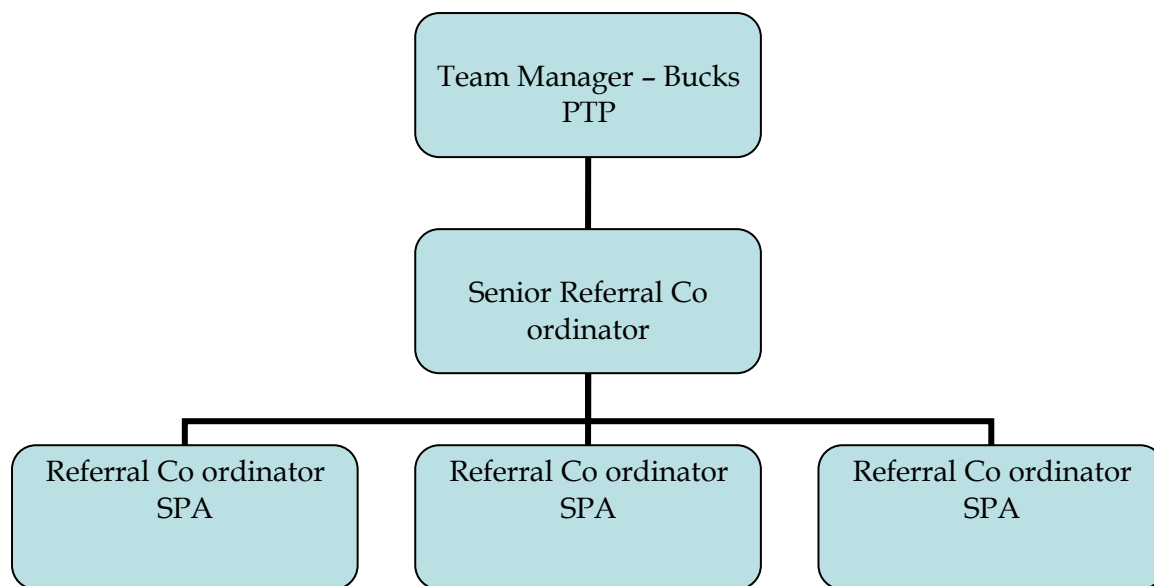 Team Manager – Bucks
PTP
Senior Referral Co
ordinator
Referral Co ordinator
SPA
Referral Co ordinator
SPA
Referral Co ordinator
SPA